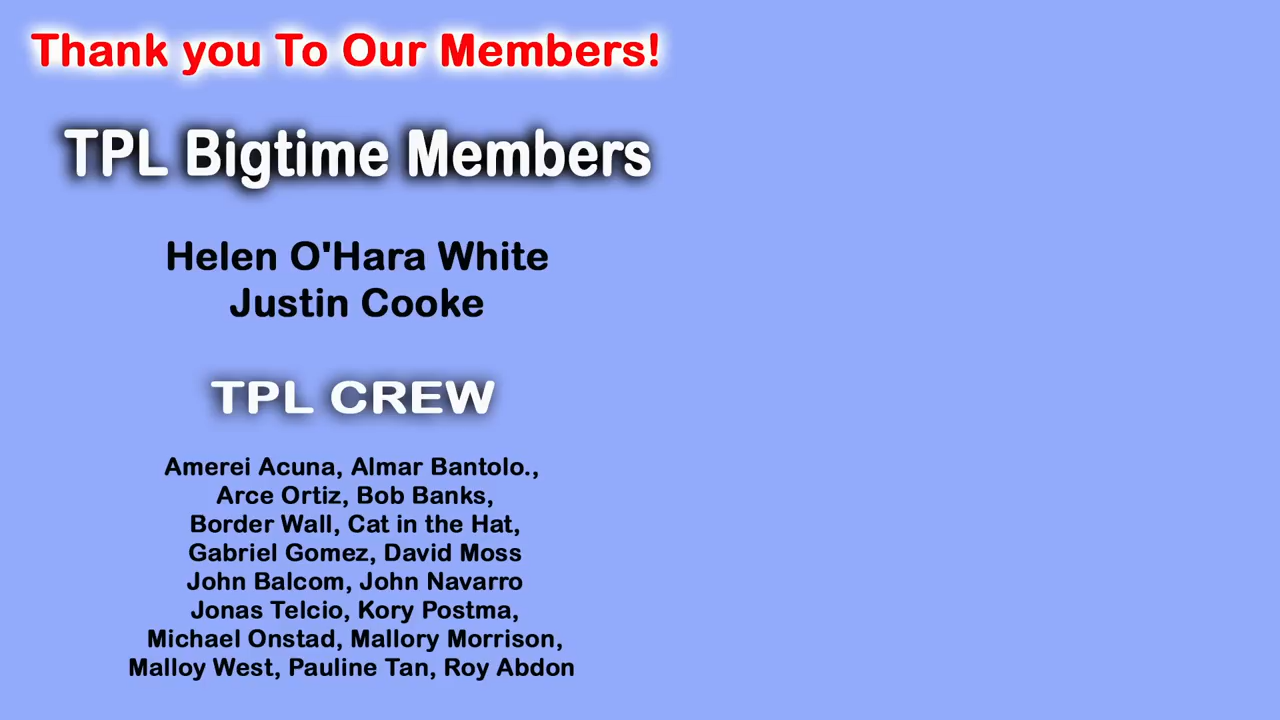 Thank you To Our Members!
TPL Bigtime Members
Helen O'Hara White
Justin Cooke
TPL CREW
Amerei Acuna, Almar Bantolo.,
Arce Ortiz, Bob Banks,
Border Wall, Cat in the Hat,
Gabriel Gomez, David Moss
John Balcom, John Navarro
Jonas Telcio, Kory Postma,
Michael Onstad, Mallory Morrison,
Malloy West, Pauline Tan, Roy Abdon